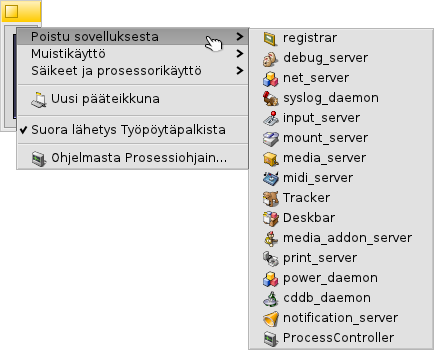 Poistu sovelluksesta
Muistikäyttö
Säikeet ja prosessorikäyttö
Uusi pääteikkuna
Suora lähetys Työpöytäpalkista
Ohjelmasta Prosessiohjain...
registrar
debug_server
net_server
syslog_daemon
input_server
mount_server
media_server
midi_server
Tracker
Deskbar
media_addon_server
print_server
power_daemon
cddb_daemon
notification_server
ProcessController